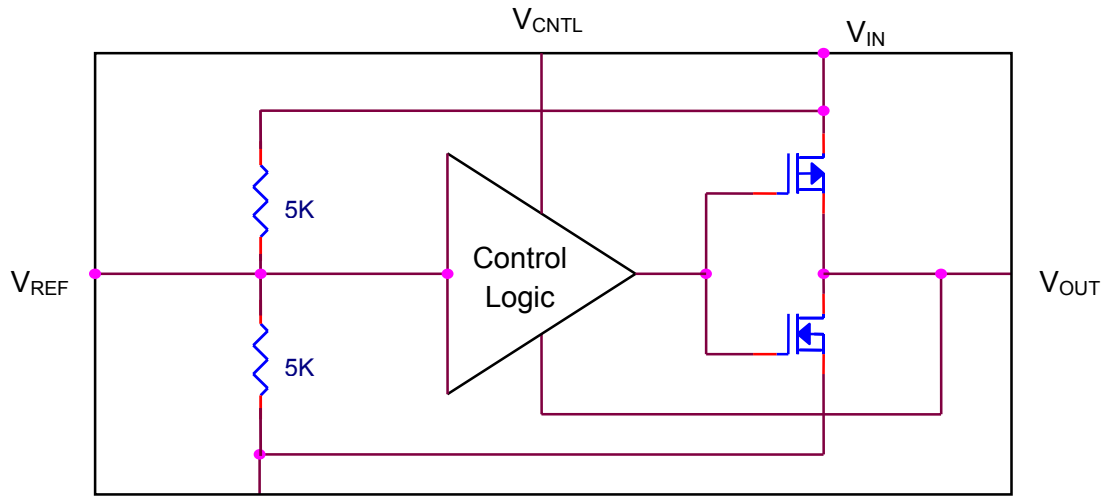 VCNTL
VIN
5K
Control
Logic
VREF
VOUT
5K